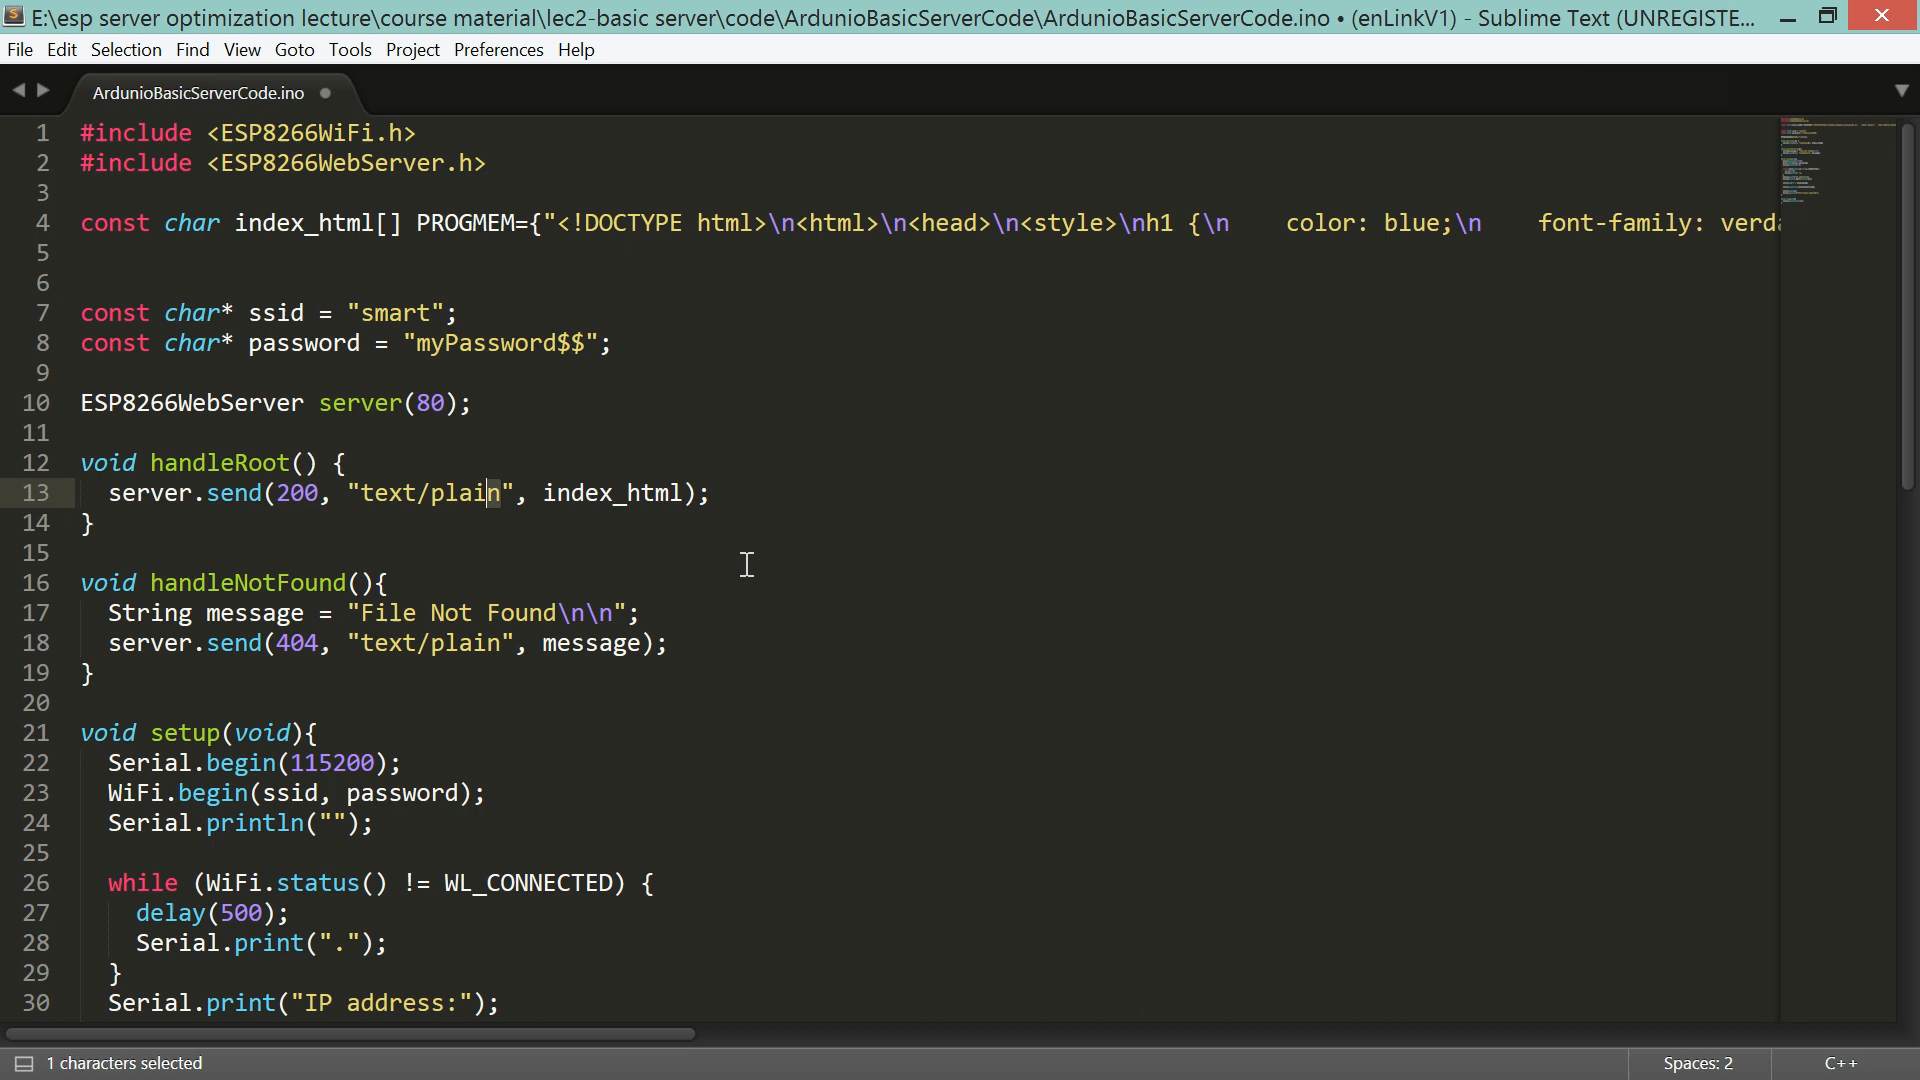 E:\esp server optimization lecture\course material\lec2-basic server\code\ArdunioBasicServerCode\ArdunioBasicServerCode.ino • (enLinkV1) - Sublime Text (UNREGISTE...
File Edit Selection Find View Goto Tools Project Preferences Help
ArdunioBasicServerCode.ino
1 #include <ESP8266WiFi.h>
2 #include <ESP8266WebServer.h>
3
4 const char index_html[] PROGMEM={"<!DOCTYPE html>\n<html>\n<head>\n<style>\nh1 {\n    color: blue;\n    font-family: verda
5
6
7 const char* ssid = "smart";
8 const char* password = "myPassword$$";
9
10 ESP8266WebServer server(80);
11
12 void handleRoot() {
13   server.send(200, "text/plain", index_html);
14 }
15
16 void handleNotFound(){
17   String message = "File Not Found\n\n";
18   server.send(404, "text/plain", message);
19 }
20
21 void setup(void){
22   Serial.begin(115200);
23   WiFi.begin(ssid, password);
24   Serial.println("");
25
26   while (WiFi.status() != WL_CONNECTED) {
27     delay(500);
28     Serial.print(".");
29   }
30   Serial.print("IP address:");
1 characters selected
Spaces: 2
C++